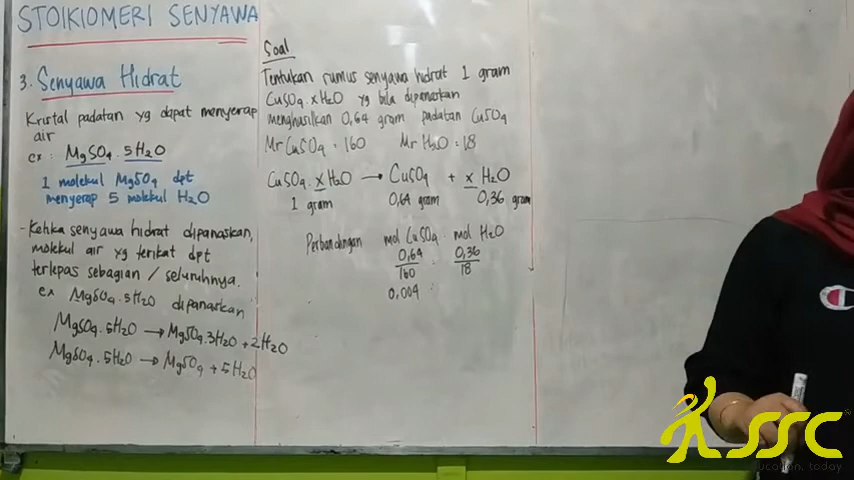 STOIKIOMERI SENYAWA
3. Senyawa Hidrat
Kristal padatan yg dapat menyerap
air
ex : MgSO4 . 5H2O
1 molekul MgSO4 dpt
menyerap 5 molekul H2O
- Ketika senyawa hidrat dipanaskan,
molekul air yg terikat dpt
terlepas sebagian / seluruhnya.
ex MgSO4 . 5H2O dipanaskan
MgSO4 . 5H2O → MgSO4 . 3H2O + 2H2O
MgSO4 . 5H2O → MgSO4 + 5H2O
Soal
Tentukan rumus senyawa hidrat 1 gram
CuSO4 . xH2O yg bila dipanaskan
menghasilkan 0,64 gram padatan CuSO4
Mr CuSO4 = 160 Mr H2O = 18
CuSO4 . xH2O → CuSO4 + x H2O
1 gram 0,64 gram 0,36 gram
Perbandingan mol CuSO4 : mol H2O
0,64 : 0,36
160 18
0,004 :
SSC
education, today